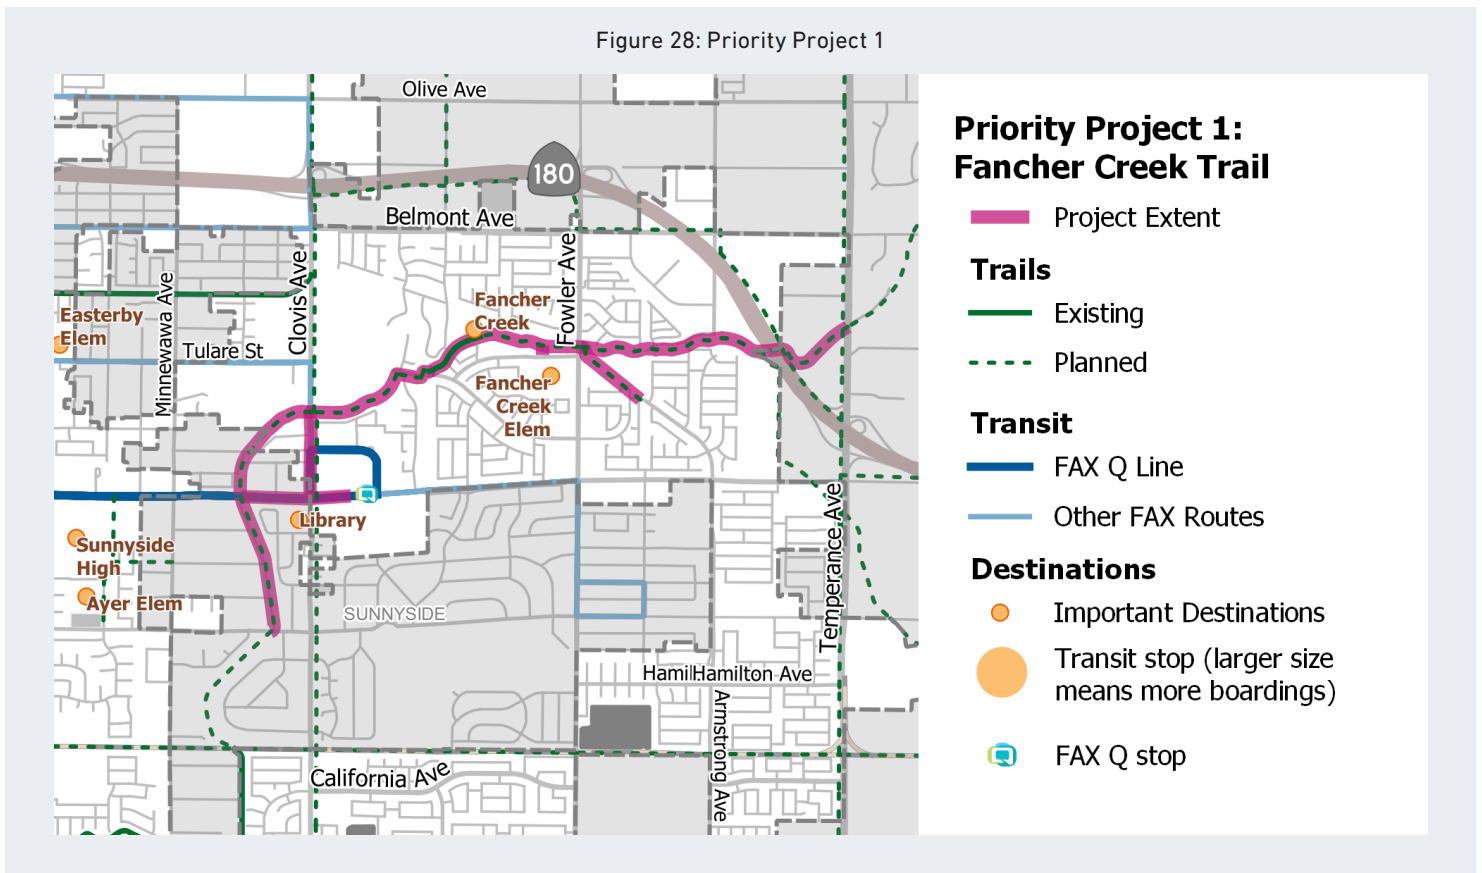 Figure 28: Priority Project 1
Olive Ave
180
Belmont Ave
Fowler Ave
Clovis Ave
Minnewawa Ave
Fancher
Creek
Easterby
Elem
Tulare St
Fancher
Creek
Elem
Library
Sunnyside
High
Ayer Elem
SUNNYSIDE
Temperance Ave
Hamil
Hamilton Ave
Armstrong Ave
California Ave
Priority Project 1:
Fancher Creek Trail
Project Extent
Trails
Existing
Planned
Transit
FAX Q Line
Other FAX Routes
Destinations
Important Destinations
Transit stop (larger size
means more boardings)
FAX Q stop